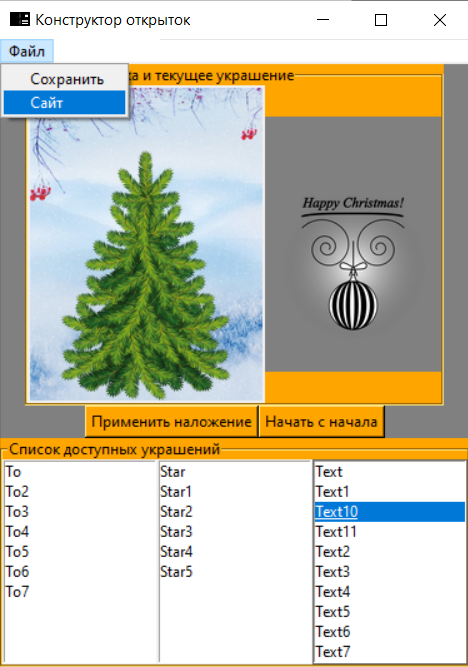 Конструктор открыток
Файл
Сохранить
Сайт
и текущее украшение
Happy Christmas!
Применить наложение
Начать с начала
Список доступных украшений
To
To2
To3
To4
To5
To6
To7
Star
Star1
Star2
Star3
Star4
Star5
Text
Text1
Text10
Text11
Text2
Text3
Text4
Text5
Text6
Text7